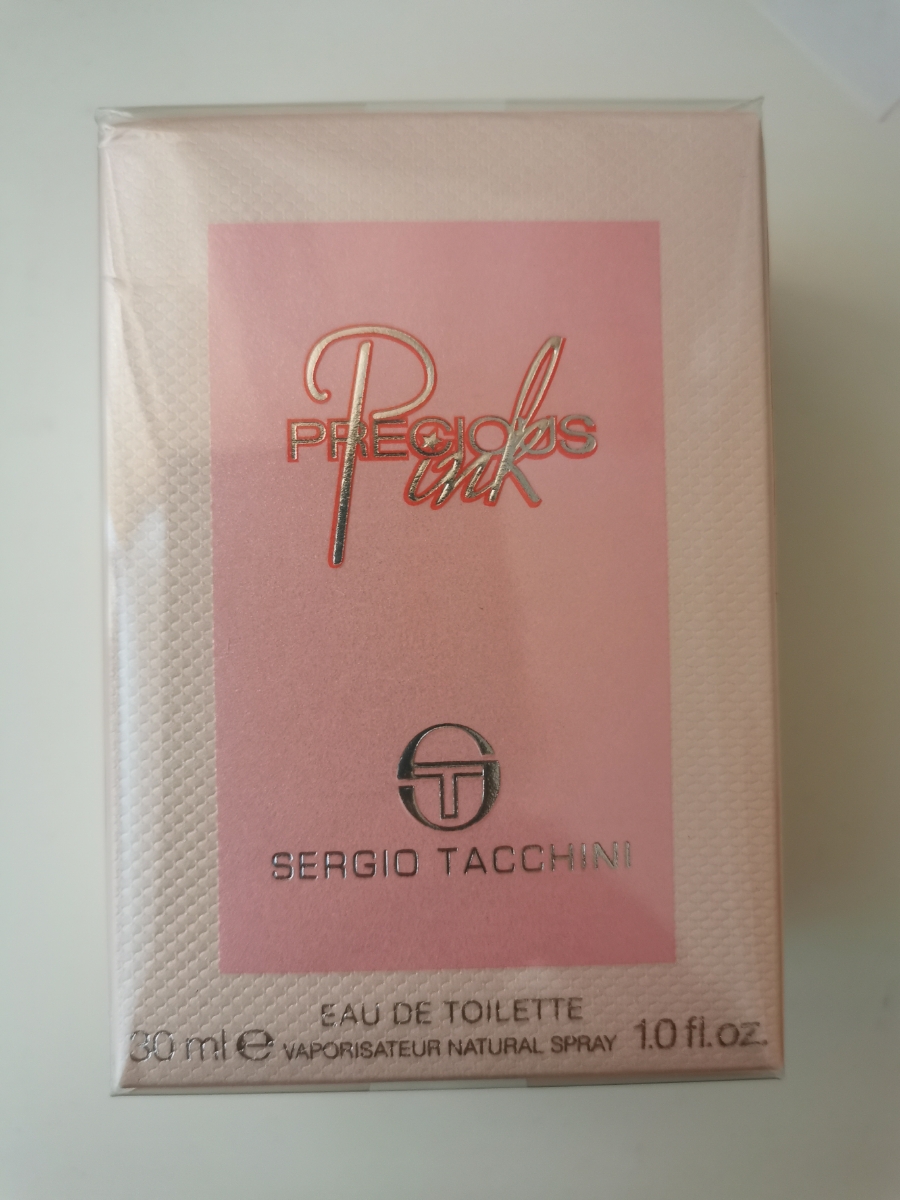 PRECIOUS
Pink
ST
SERGIO TACCHINI
EAU DE TOILETTE
30 ml ℮ VAPORISATEUR NATURAL SPRAY 1.0 fl.oz.